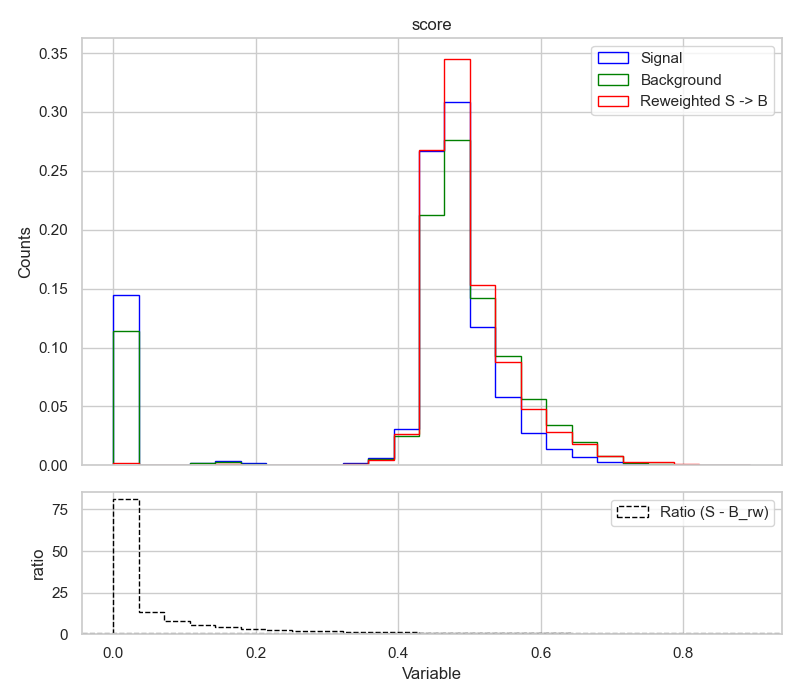 score
Signal
Background
Reweighted S -> B
0.35
0.30
0.25
0.20
0.15
0.10
0.05
0.00
Counts
Ratio (S - B_rw)
75
50
25
0
ratio
0.0 0.2 0.4 0.6 0.8
Variable